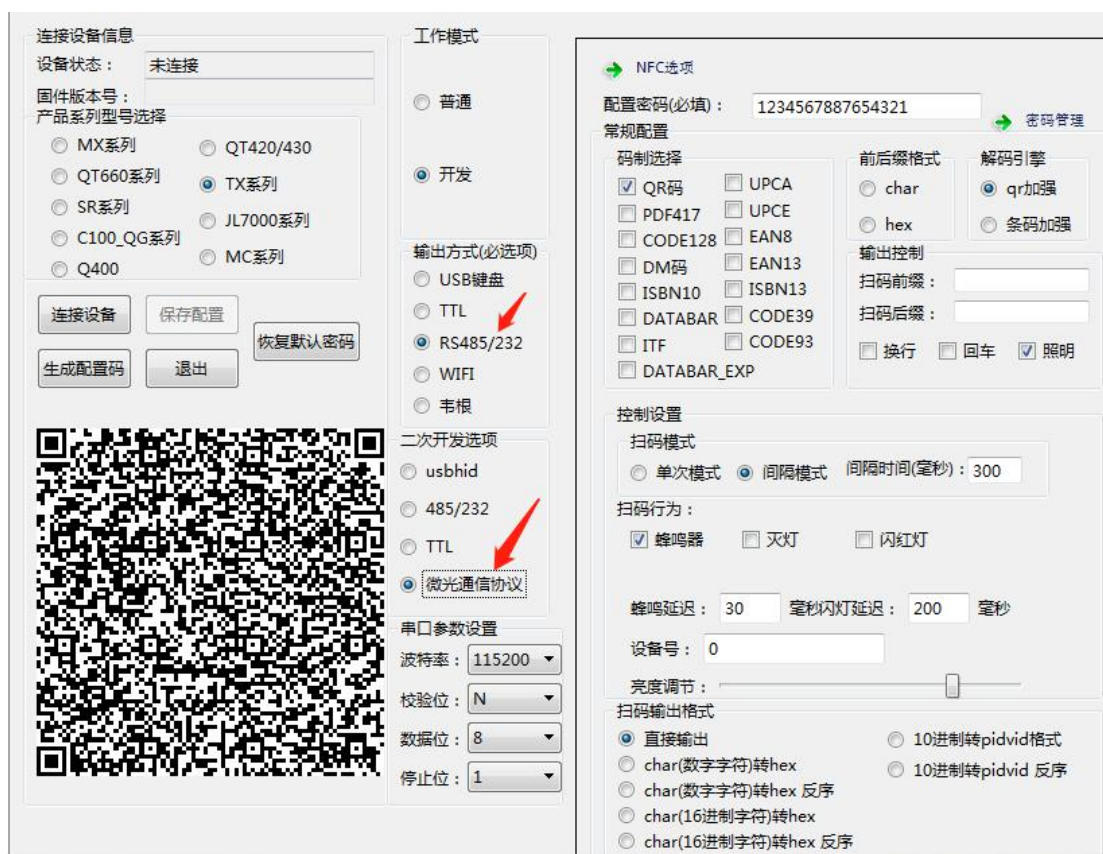 连接设备信息
设备状态： 未连接
固件版本号：
产品系列型号选择
MX系列 QT420/430
QT660系列 TX系列
SR系列 JL7000系列
C100_QG系列 MC系列
Q400
连接设备 保存配置 恢复默认密码
生成配置码 退出
工作模式
普通
开发
输出方式(必选项)
USB键盘
TTL
RS485/232
WIFI
韦根
二次开发选项
usbhid
485/232
TTL
微光通信协议
串口参数设置
波特率： 115200
校验位： N
数据位： 8
停止位： 1
NFC选项
配置密码(必填)： 1234567887654321
密码管理
常规配置
码制选择
QR码 UPCA
PDF417 UPCE
CODE128 EAN8
DM码 EAN13
ISBN10 ISBN13
DATABAR CODE39
ITF CODE93
DATABAR_EXP
前后缀格式
char
hex
解码引擎
qr加强
条码加强
输出控制
扫码前缀：
扫码后缀：
换行 回车 照明
控制设置
扫码模式
单次模式 间隔模式 间隔时间(毫秒)： 300
扫码行为：
蜂鸣器 灭灯 闪红灯
蜂鸣延迟： 30 毫秒闪灯延迟： 200 毫秒
设备号： 0
亮度调节：
扫码输出格式
直接输出 10进制转pidvid格式
char(数字字符)转hex 10进制转pidvid 反序
char(数字字符)转hex 反序
char(16进制字符)转hex
char(16进制字符)转hex 反序